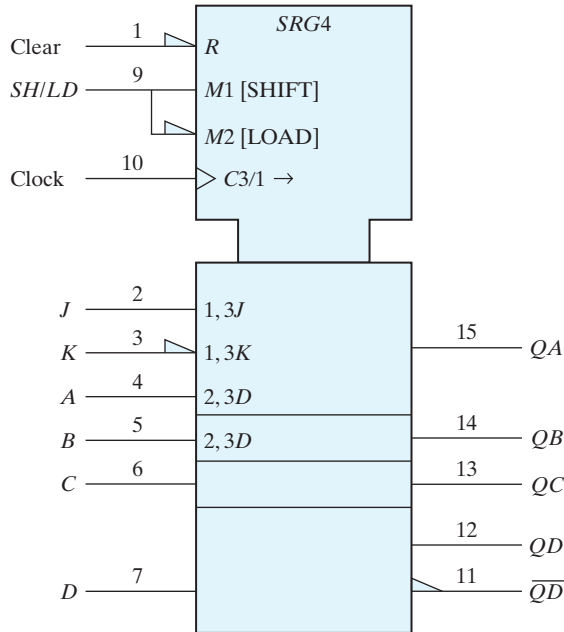 SRG4
Clear 1 R
SH/LD 9 M1 [SHIFT]
M2 [LOAD]
Clock 10 C3/1 →
J 2 1, 3J
K 3 1, 3K
15 QA
A 4 2, 3D
B 5 2, 3D
14 QB
C 6
13 QC
12 QD
D 7
11 \overline{QD}